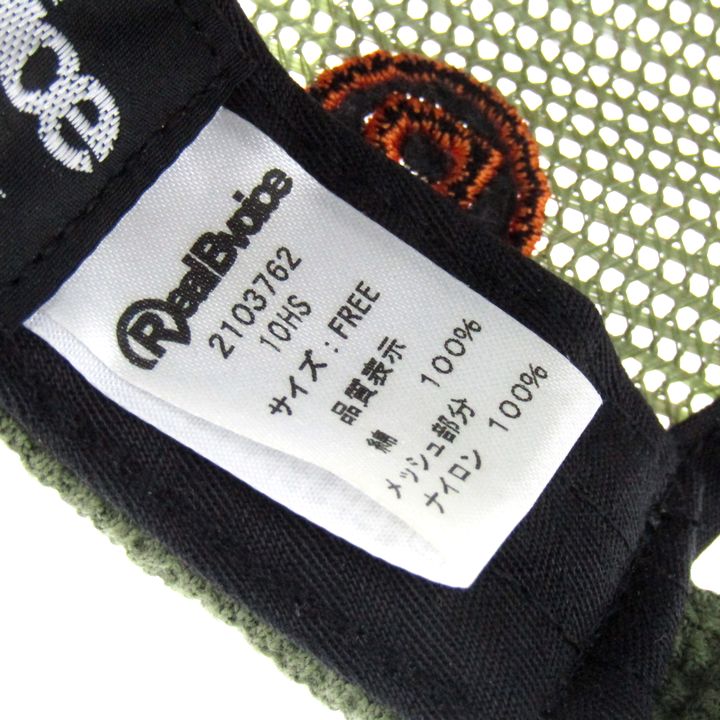 RealBvoice
2103762
10HS
サイズ：FREE
品質表示
綿 100%
メッシュ部分
ナイロン 100%